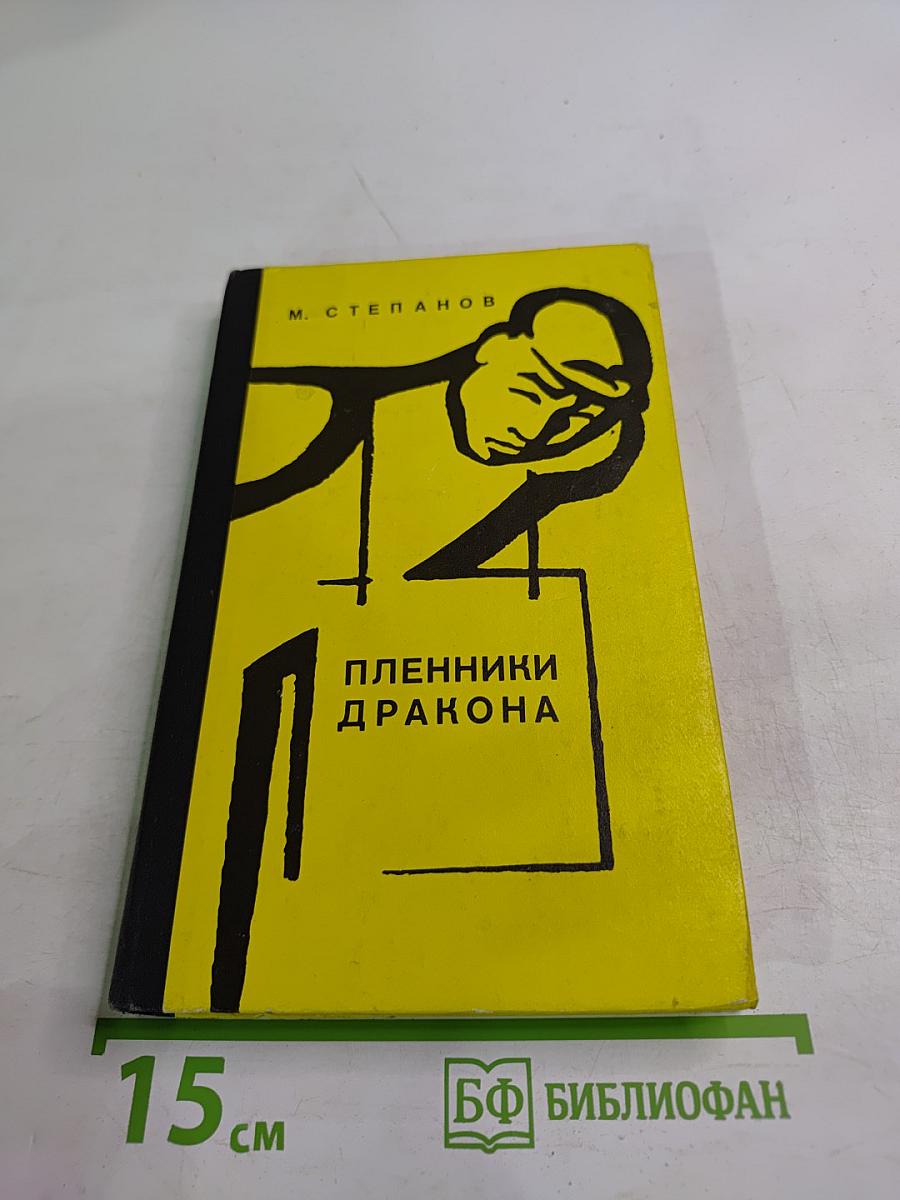 М. СТЕПАНОВ
ПЛЕННИКИ
ДРАКОНА
15 см
БФ БИБЛИОФАН